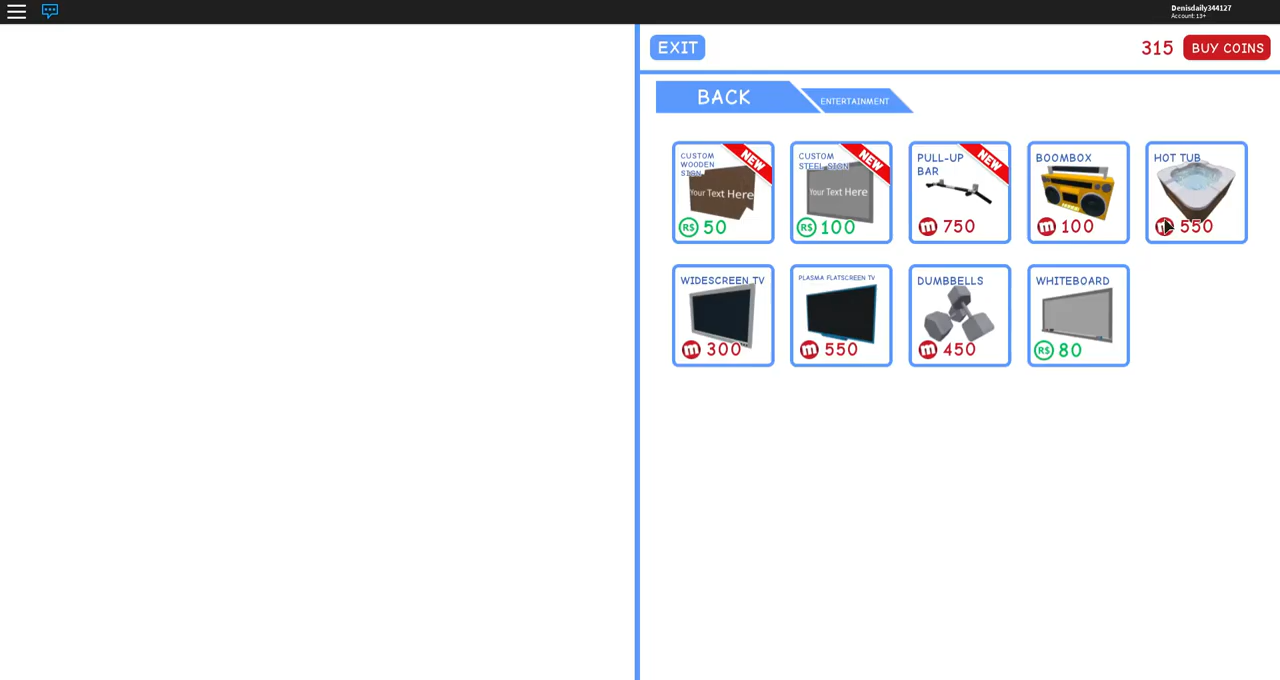 Denisdaily344127
Account: 13+
EXIT
315
BUY COINS
BACK
ENTERTAINMENT
CUSTOM
WOODEN
SIGN
NEW
Your Text Here
R$ 50
CUSTOM
STEEL SIGN
NEW
Your Text Here
R$ 100
PULL-UP
BAR
NEW
m 750
BOOMBOX
m 100
HOT TUB
m 550
WIDESCREEN TV
m 300
PLASMA FLATSCREEN TV
m 550
DUMBBELLS
m 450
WHITEBOARD
R$ 80